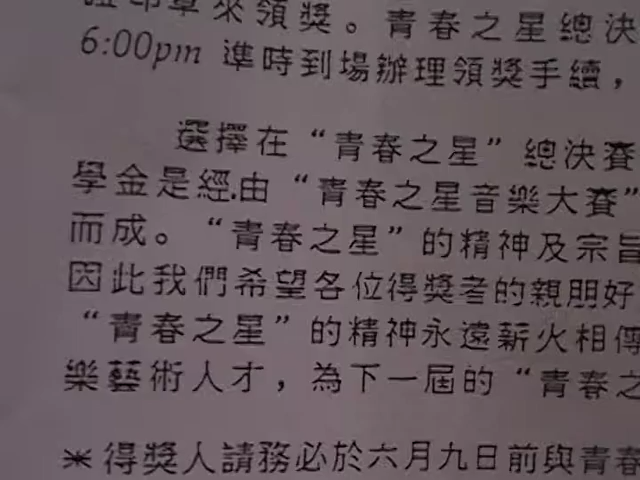 證印章來領獎。青春之星總決
6:00pm 準時到場辦理領獎手續，
選擇在“青春之星”總決賽
學金是經由“青春之星音樂大賽”
而成。“青春之星”的精神及宗旨
因此我們希望各位得獎者的親朋好
“青春之星”的精神永遠薪火相傳
樂藝術人才，為下一屆的“青春之
※得獎人請務必於六月九日前與青春